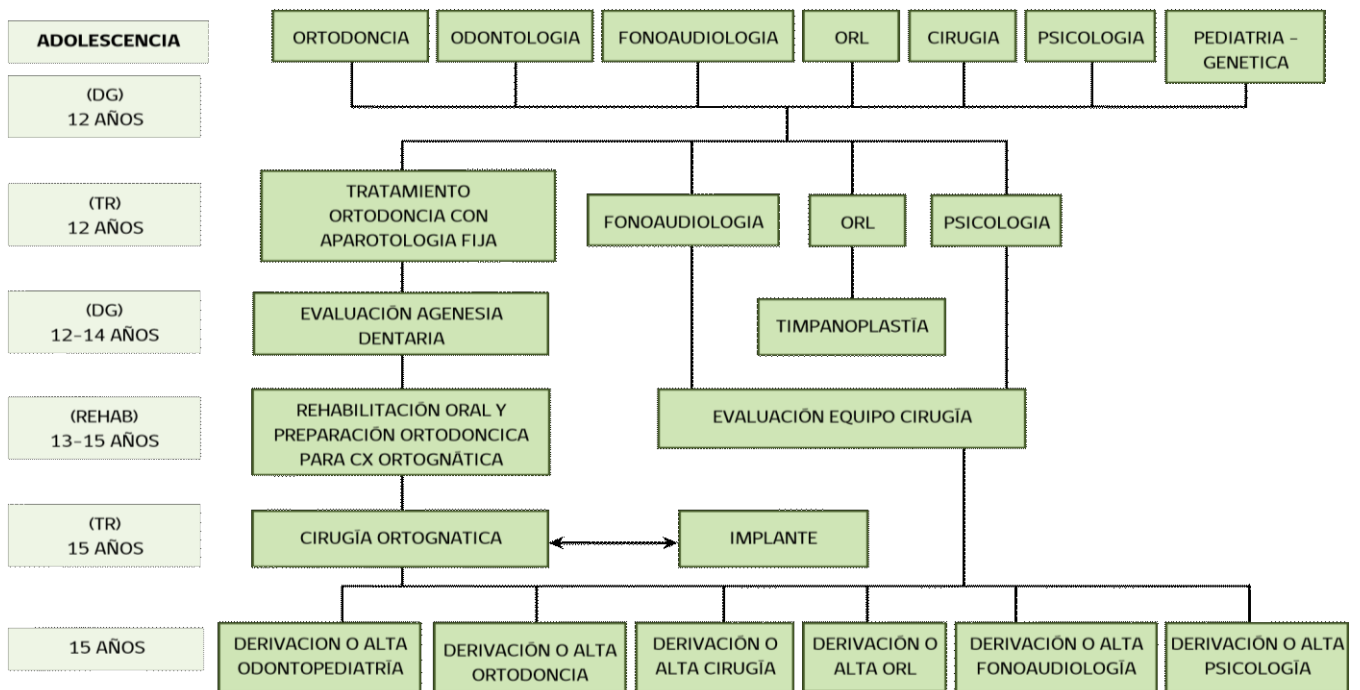 ADOLESCENCIA
ORTODONCIA
ODONTOLOGIA
FONOAUDIOLOGIA
ORL
CIRUGIA
PSICOLOGIA
PEDIATRIA –
GENETICA
(DG)
12 AÑOS
(TR)
12 AÑOS
TRATAMIENTO
ORTODONCIA CON
APAROTOLOGIA FIJA
FONOAUDIOLOGIA
ORL
PSICOLOGIA
(DG)
12-14 AÑOS
EVALUACIÓN AGENESIA
DENTARIA
TIMPANOPLASTÍA
(REHAB)
13-15 AÑOS
REHABILITACIÓN ORAL Y
PREPARACIÓN ORTODONCICA
PARA CX ORTOGNÁTICA
EVALUACIÓN EQUIPO CIRUGÍA
(TR)
15 AÑOS
CIRUGÍA ORTOGNATICA
IMPLANTE
15 AÑOS
DERIVACION O ALTA
ODONTOPEDIATRÍA
DERIVACIÓN O ALTA
ORTODONCIA
DERIVACIÓN O
ALTA CIRUGÍA
DERIVACIÓN O
ALTA ORL
DERIVACIÓN O ALTA
FONOAUDIOLOGÍA
DERIVACIÓN O ALTA
PSICOLOGÍA